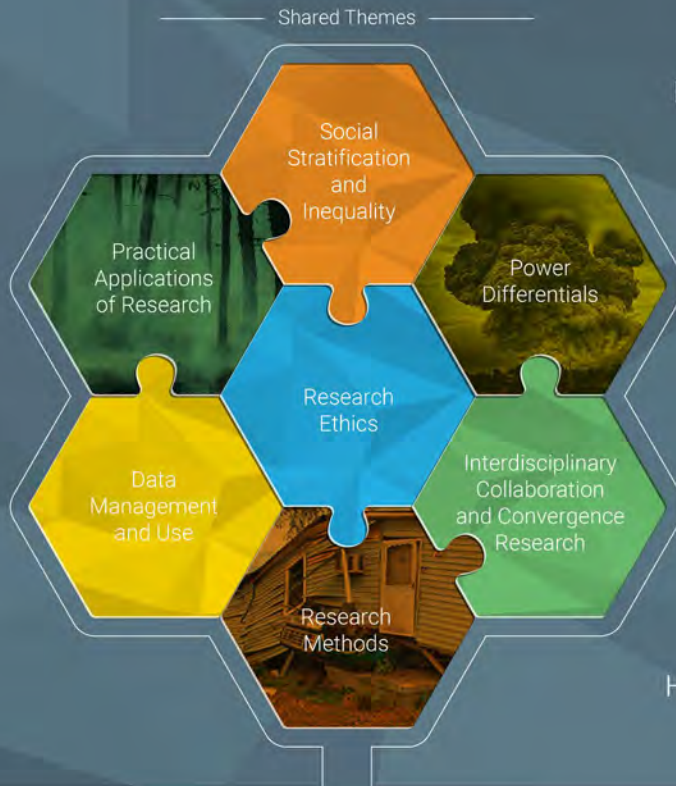 Shared Themes
Social
Stratification
and
Inequality
Practical
Applications
of Research
Power
Differentials
Research
Ethics
Data
Management
and Use
Interdisciplinary
Collaboration
and Convergence
Research
Research
Methods
H